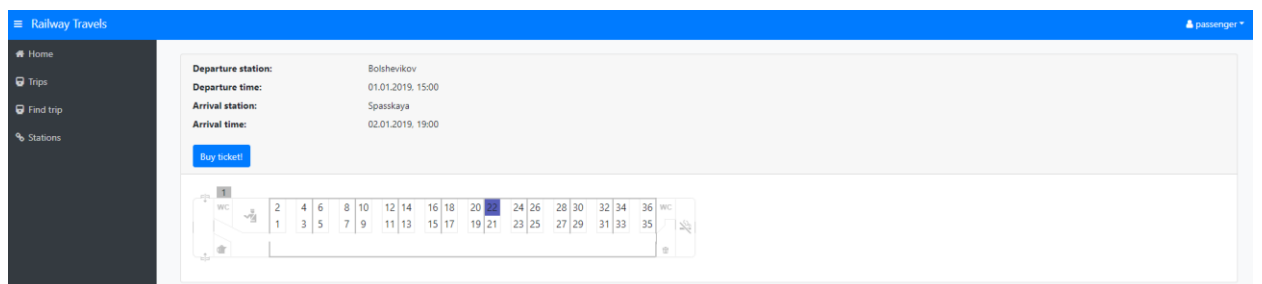 Railway Travels
passenger
Home
Trips
Find trip
Stations
Departure station: Bolshevikov
Departure time: 01.01.2019, 15:00
Arrival station: Spasskaya
Arrival time: 02.01.2019, 19:00
Buy ticket!
1
WC 2 4 6 8 10 12 14 16 18 20 22 24 26 28 30 32 34 36 WC
1 3 5 7 9 11 13 15 17 19 21 23 25 27 29 31 33 35